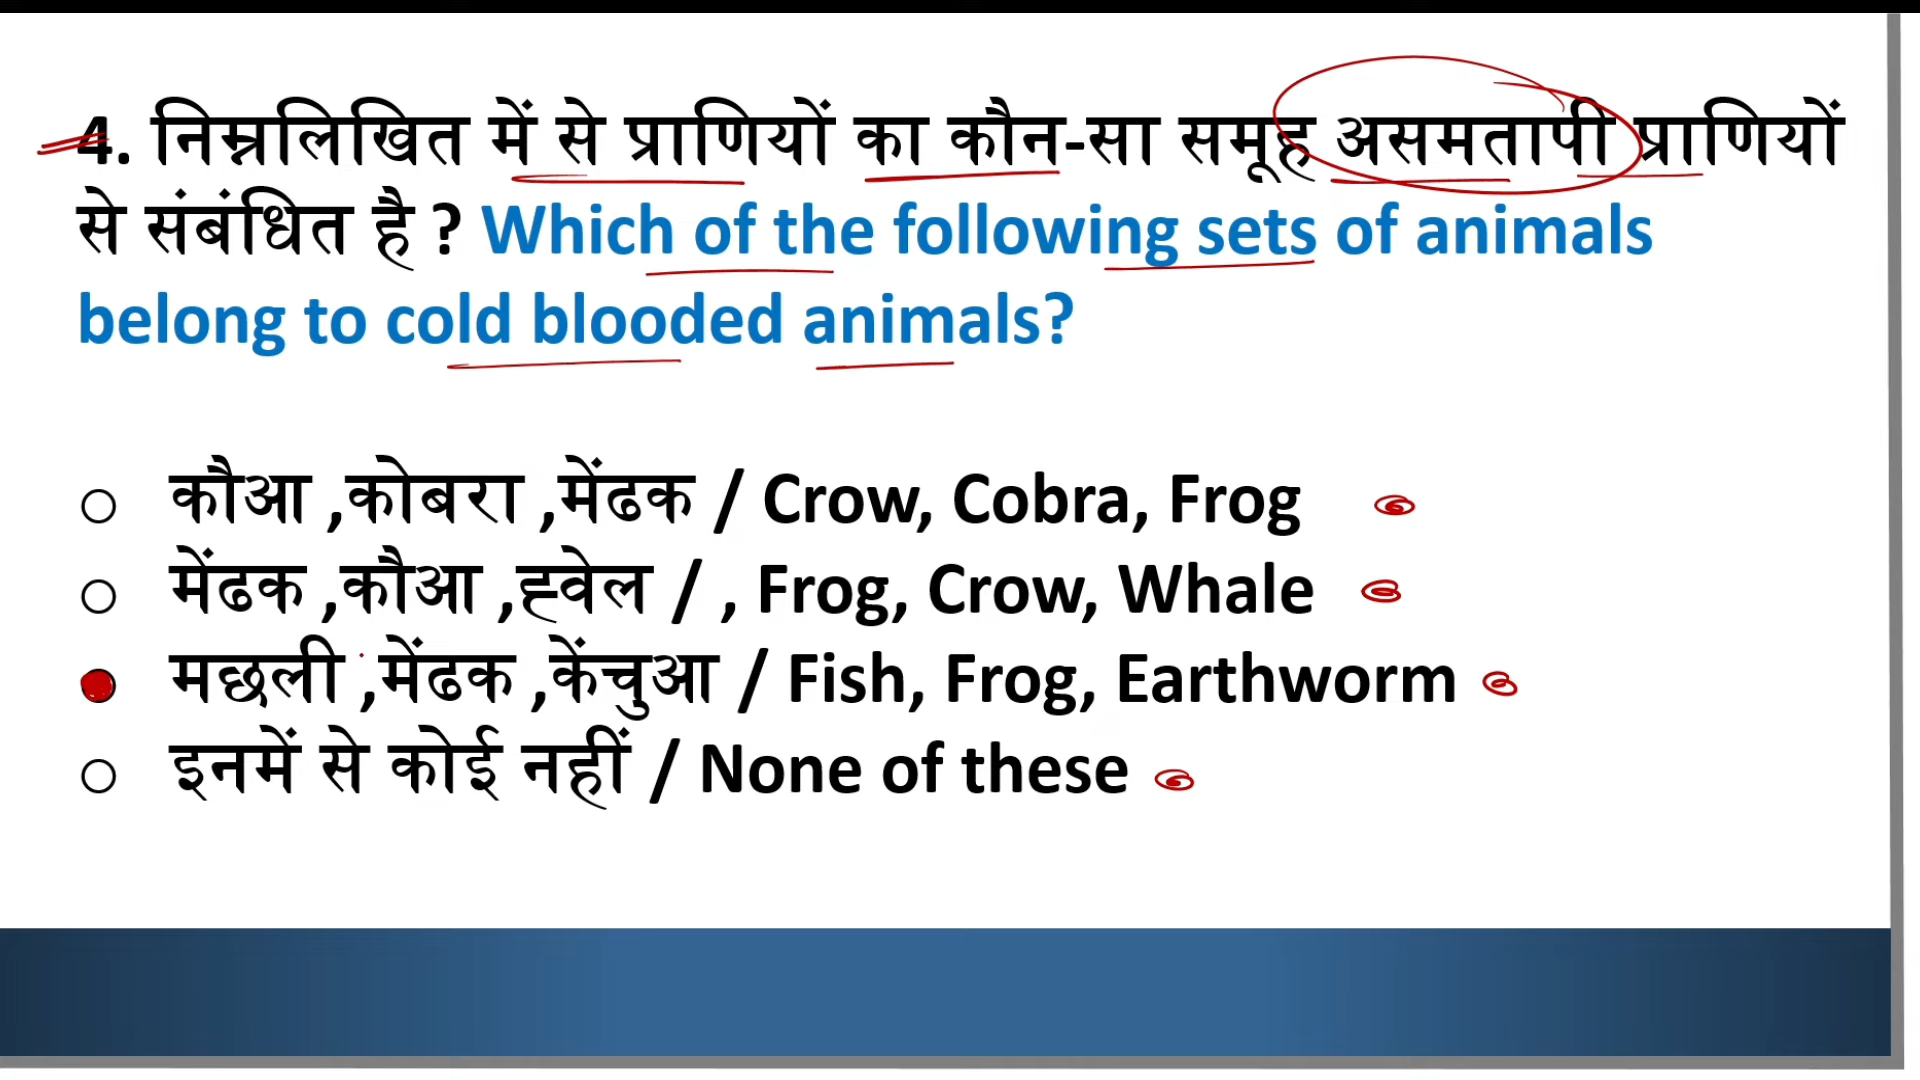 4. निम्नलिखित में से प्राणियों का कौन-सा समूह असमतापी प्राणियों
से संबंधित है ? Which of the following sets of animals
belong to cold blooded animals?
○ कौआ ,कोबरा ,मेंढक / Crow, Cobra, Frog
○ मेंढक ,कौआ ,ह्वेल / , Frog, Crow, Whale
○ मछली ,मेंढक ,केंचुआ / Fish, Frog, Earthworm
○ इनमें से कोई नहीं / None of these